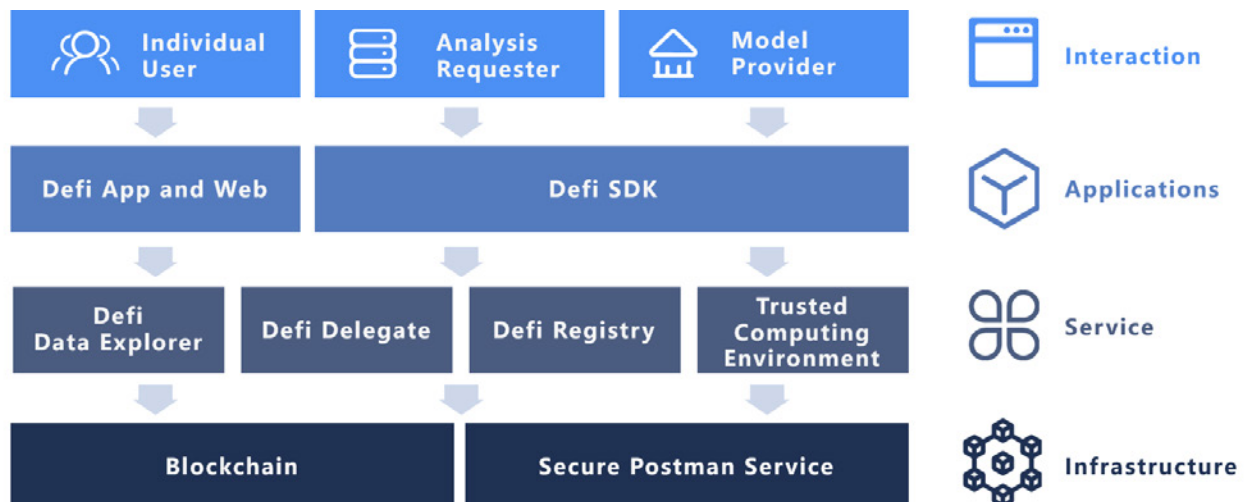 Individual
User
Analysis
Requester
Model
Provider
Interaction
Defi App and Web
Defi SDK
Applications
Defi
Data Explorer
Defi Delegate
Defi Registry
Trusted
Computing
Environment
Service
Blockchain
Secure Postman Service
Infrastructure